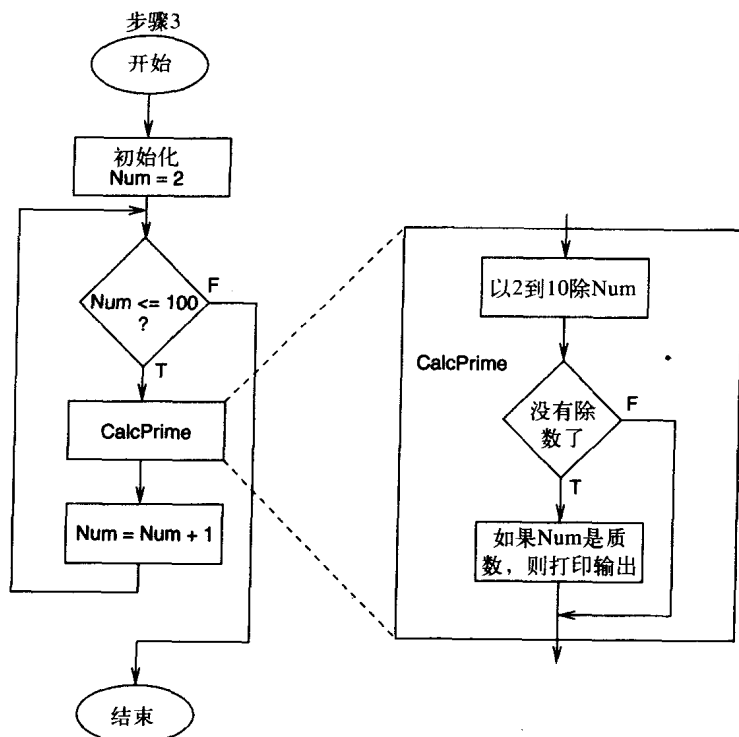 步骤3
开始
初始化
Num = 2
Num <= 100
?
F
T
CalcPrime
Num = Num + 1
结束
以2到10除Num
CalcPrime
没有除
数了
F
T
如果Num是质
数，则打印输出